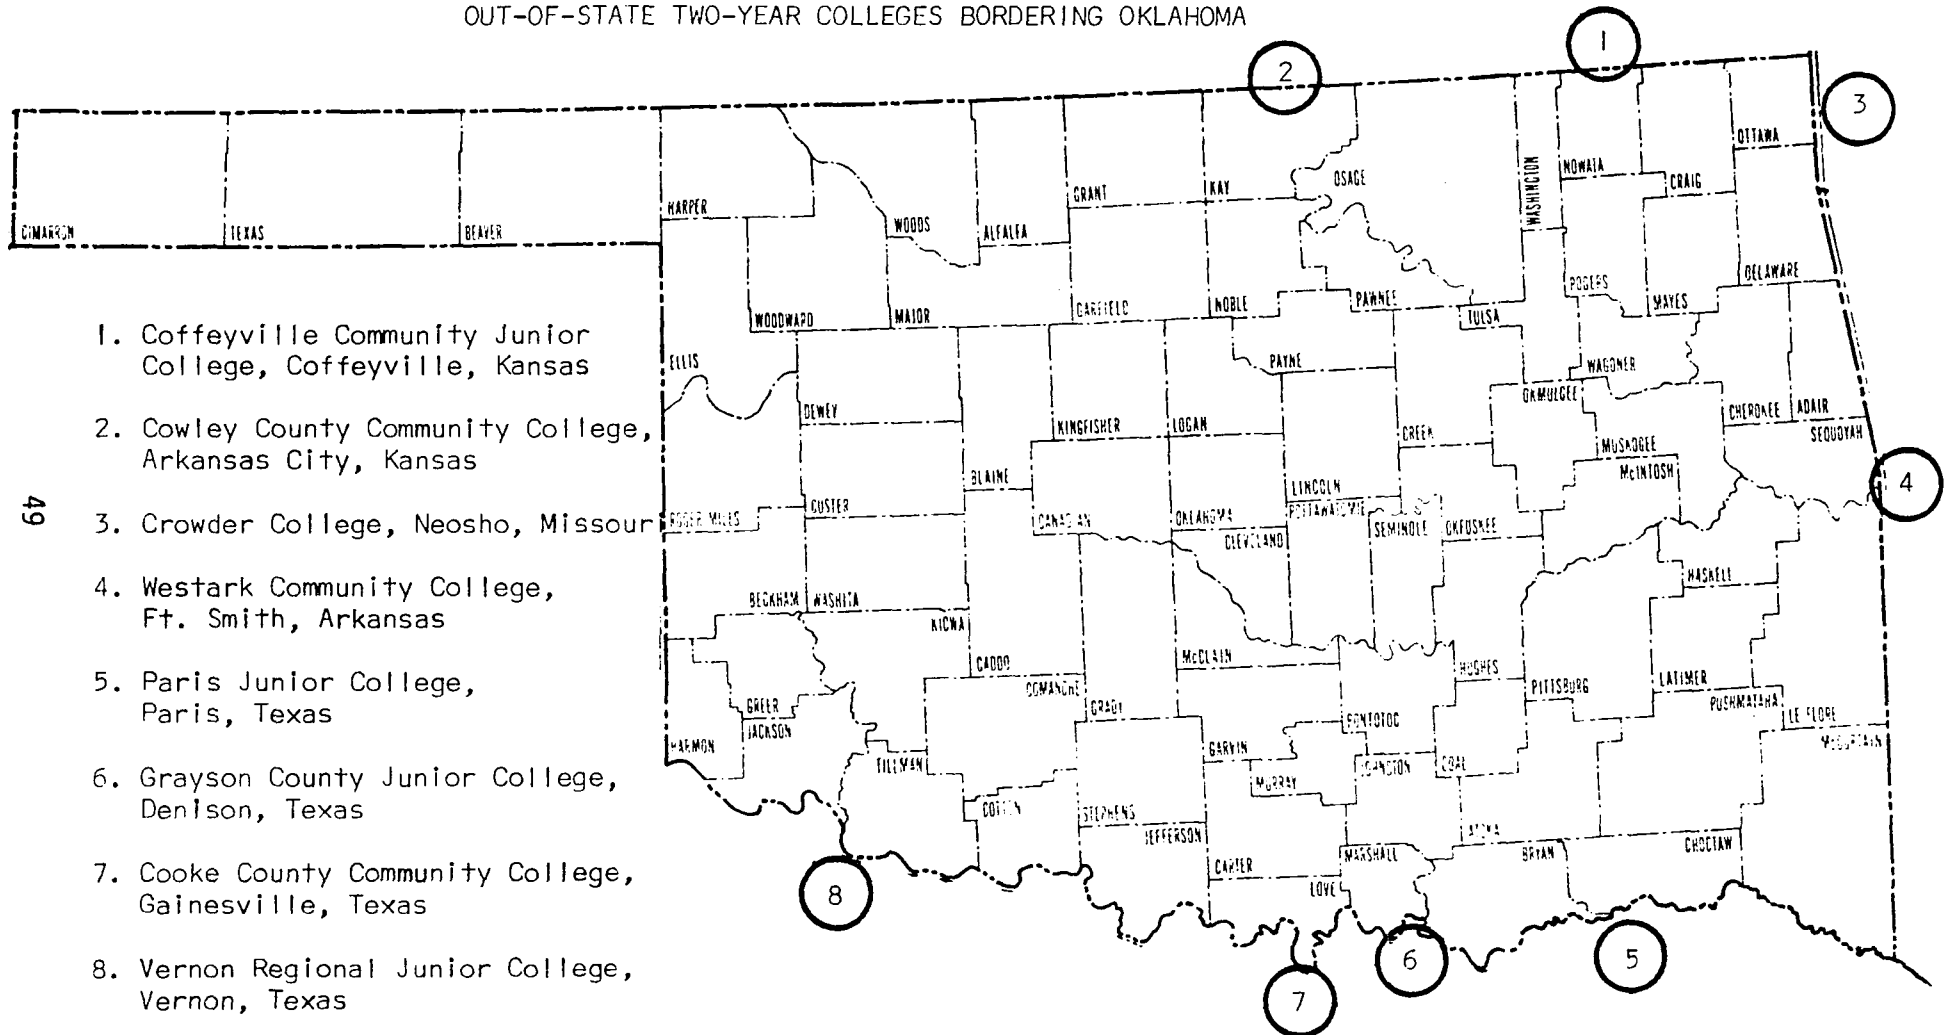 OUT-OF-STATE TWO-YEAR COLLEGES BORDERING OKLAHOMA
1
2
3
OTTAWA
NOWATA
CRAIG
WASHINGTON
OSAGE
KAY
GRANT
HARPER
WOODS
ALFALFA
CIMARRON
TEXAS
BEAVER
DELAWARE
ROGERS
MAYES
NOBLE
PAWNEE
TULSA
GARFIELD
MAJOR
WOODWARD
ELLIS
PAYNE
WAGONER
OKMULGEE
DEWEY
KINGFISHER
LOGAN
CREEK
CHEROKEE
ADAIR
SEQUOYAH
MUSKOGEE
McINTOSH
BLAINE
LINCOLN
POTTAWATOMIE
4
CUSTER
ROGER MILLS
CANADIAN
OKLAHOMA
CLEVELAND
SEMINOLE
OKFUSKEE
HASKELL
BECKHAM
WASHITA
KIOWA
CADDO
McCLAIN
HUGHES
COMANCHE
GRADY
PITTSBURG
LATIMER
PUSHMATAHA
LE FLORE
McCURTAIN
GREER
JACKSON
HARMON
TILLMAN
GARVIN
PONTOTOC
JOHNSTON
COAL
MURRAY
COTTON
STEPHENS
JEFFERSON
ATOKA
BRYAN
CHOCTAW
MARSHALL
CARTER
LOVE
8
7
6
5
1. Coffeyville Community Junior
College, Coffeyville, Kansas
2. Cowley County Community College,
Arkansas City, Kansas
3. Crowder College, Neosho, Missouri
4. Westark Community College,
Ft. Smith, Arkansas
5. Paris Junior College,
Paris, Texas
6. Grayson County Junior College,
Denison, Texas
7. Cooke County Community College,
Gainesville, Texas
8. Vernon Regional Junior College,
Vernon, Texas
49